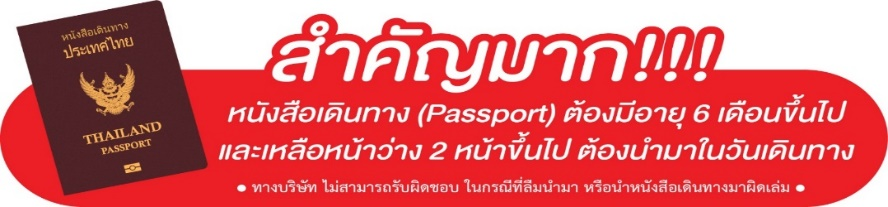 หนังสือเดินทาง
ประเทศไทย
THAILAND
PASSPORT
สำคัญมาก!!!
หนังสือเดินทาง (Passport) ต้องมีอายุ 6 เดือนขึ้นไป
และเหลือหน้าว่าง 2 หน้าขึ้นไป ต้องนำมาในวันเดินทาง
• ทางบริษัท ไม่สามารถรับผิดชอบ ในกรณีที่ลืมนำมา หรือนำหนังสือเดินทางมาผิดเล่ม •